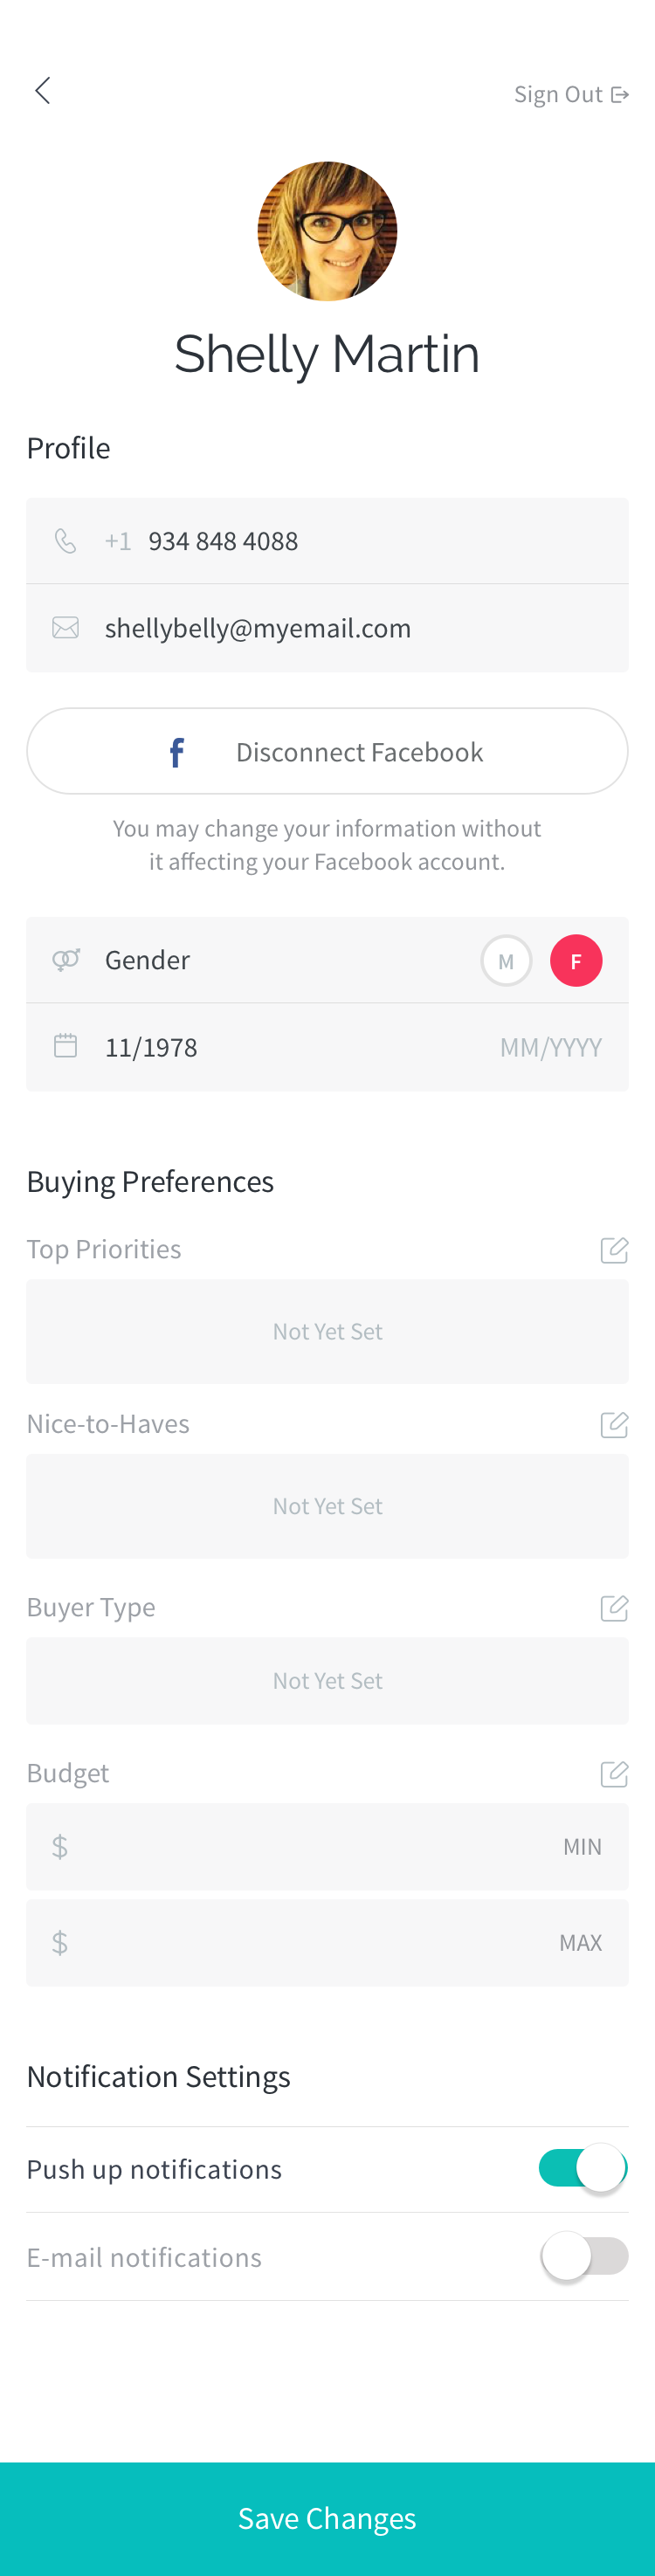 Sign Out
Shelly Martin
Profile
+1 934 848 4088
shellybelly@myemail.com
f Disconnect Facebook
You may change your information without
it affecting your Facebook account.
Gender M F
11/1978 MM/YYYY
Buying Preferences
Top Priorities
Not Yet Set
Nice-to-Haves
Not Yet Set
Buyer Type
Not Yet Set
Budget
$ MIN
$ MAX
Notification Settings
Push up notifications
E-mail notifications
Save Changes